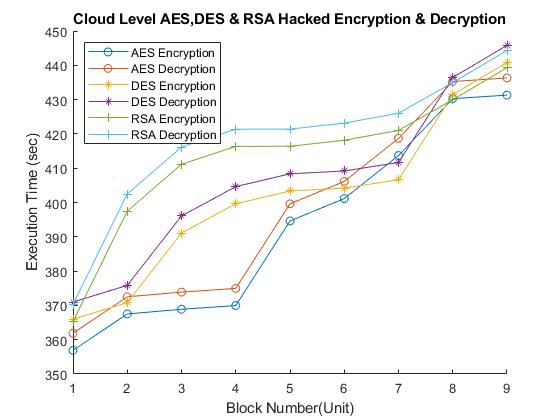 Cloud Level AES,DES & RSA Hacked Encryption & Decryption
450
440
430
420
410
400
390
380
370
360
350
Execution Time (sec)
AES Encryption
AES Decryption
DES Encryption
DES Decryption
RSA Encryption
RSA Decryption
1 2 3 4 5 6 7 8 9
Block Number(Unit)